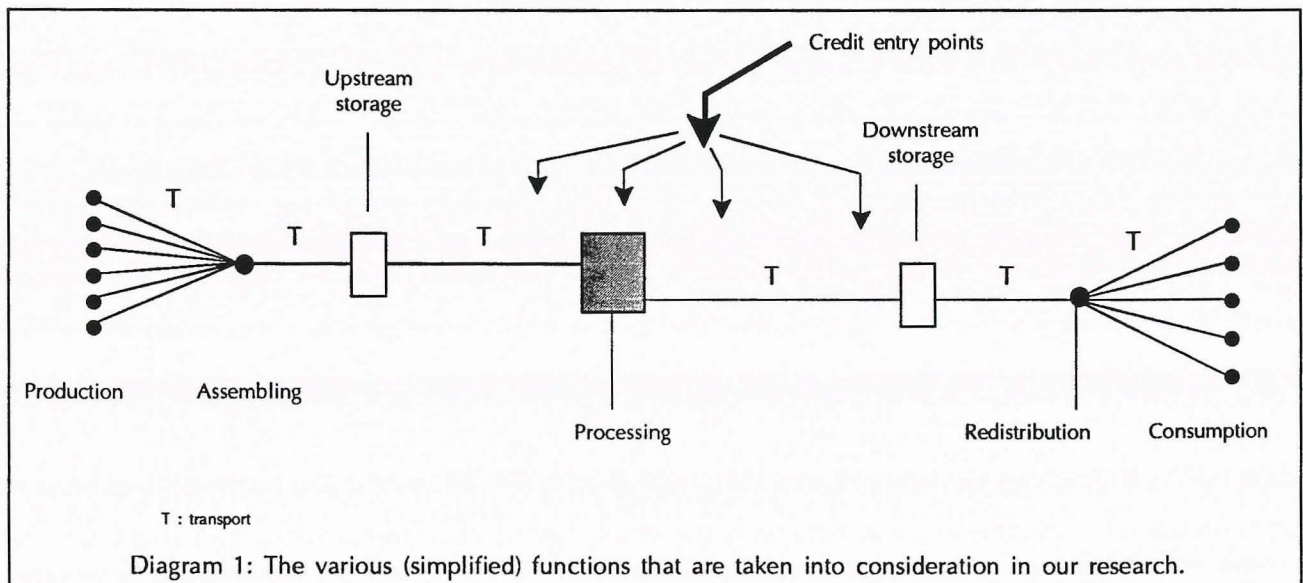 Credit entry points
Upstream
storage
Downstream
storage
T
T
T
T
T
T
Production
Assembling
Processing
Redistribution
Consumption
T : transport
Diagram 1: The various (simplified) functions that are taken into consideration in our research.